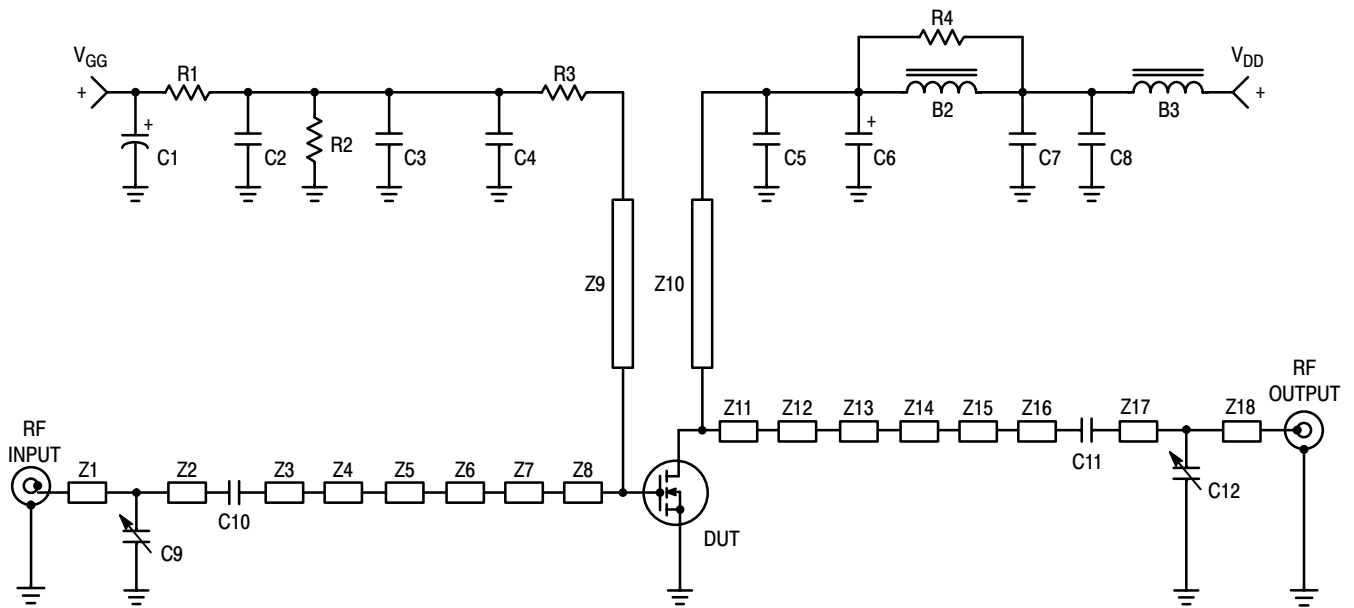 R4
VGG
R1
R3
VDD
+
+
+
+
B2
B3
C1
C2
R2
C3
C4
C5
C6
C7
C8
Z9
Z10
RF
OUTPUT
Z11
Z12
Z13
Z14
Z15
Z16
Z17
Z18
RF
INPUT
C11
Z1
Z2
Z3
Z4
Z5
Z6
Z7
Z8
C12
C10
DUT
C9